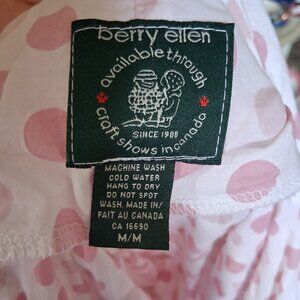 berry ellen
available through
craft shows in canada
SINCE 1988
MACHINE WASH
COLD WATER
HANG TO DRY
DO NOT SPOT
WASH. MADE IN/
FAIT AU CANADA
CA 16690
M/M